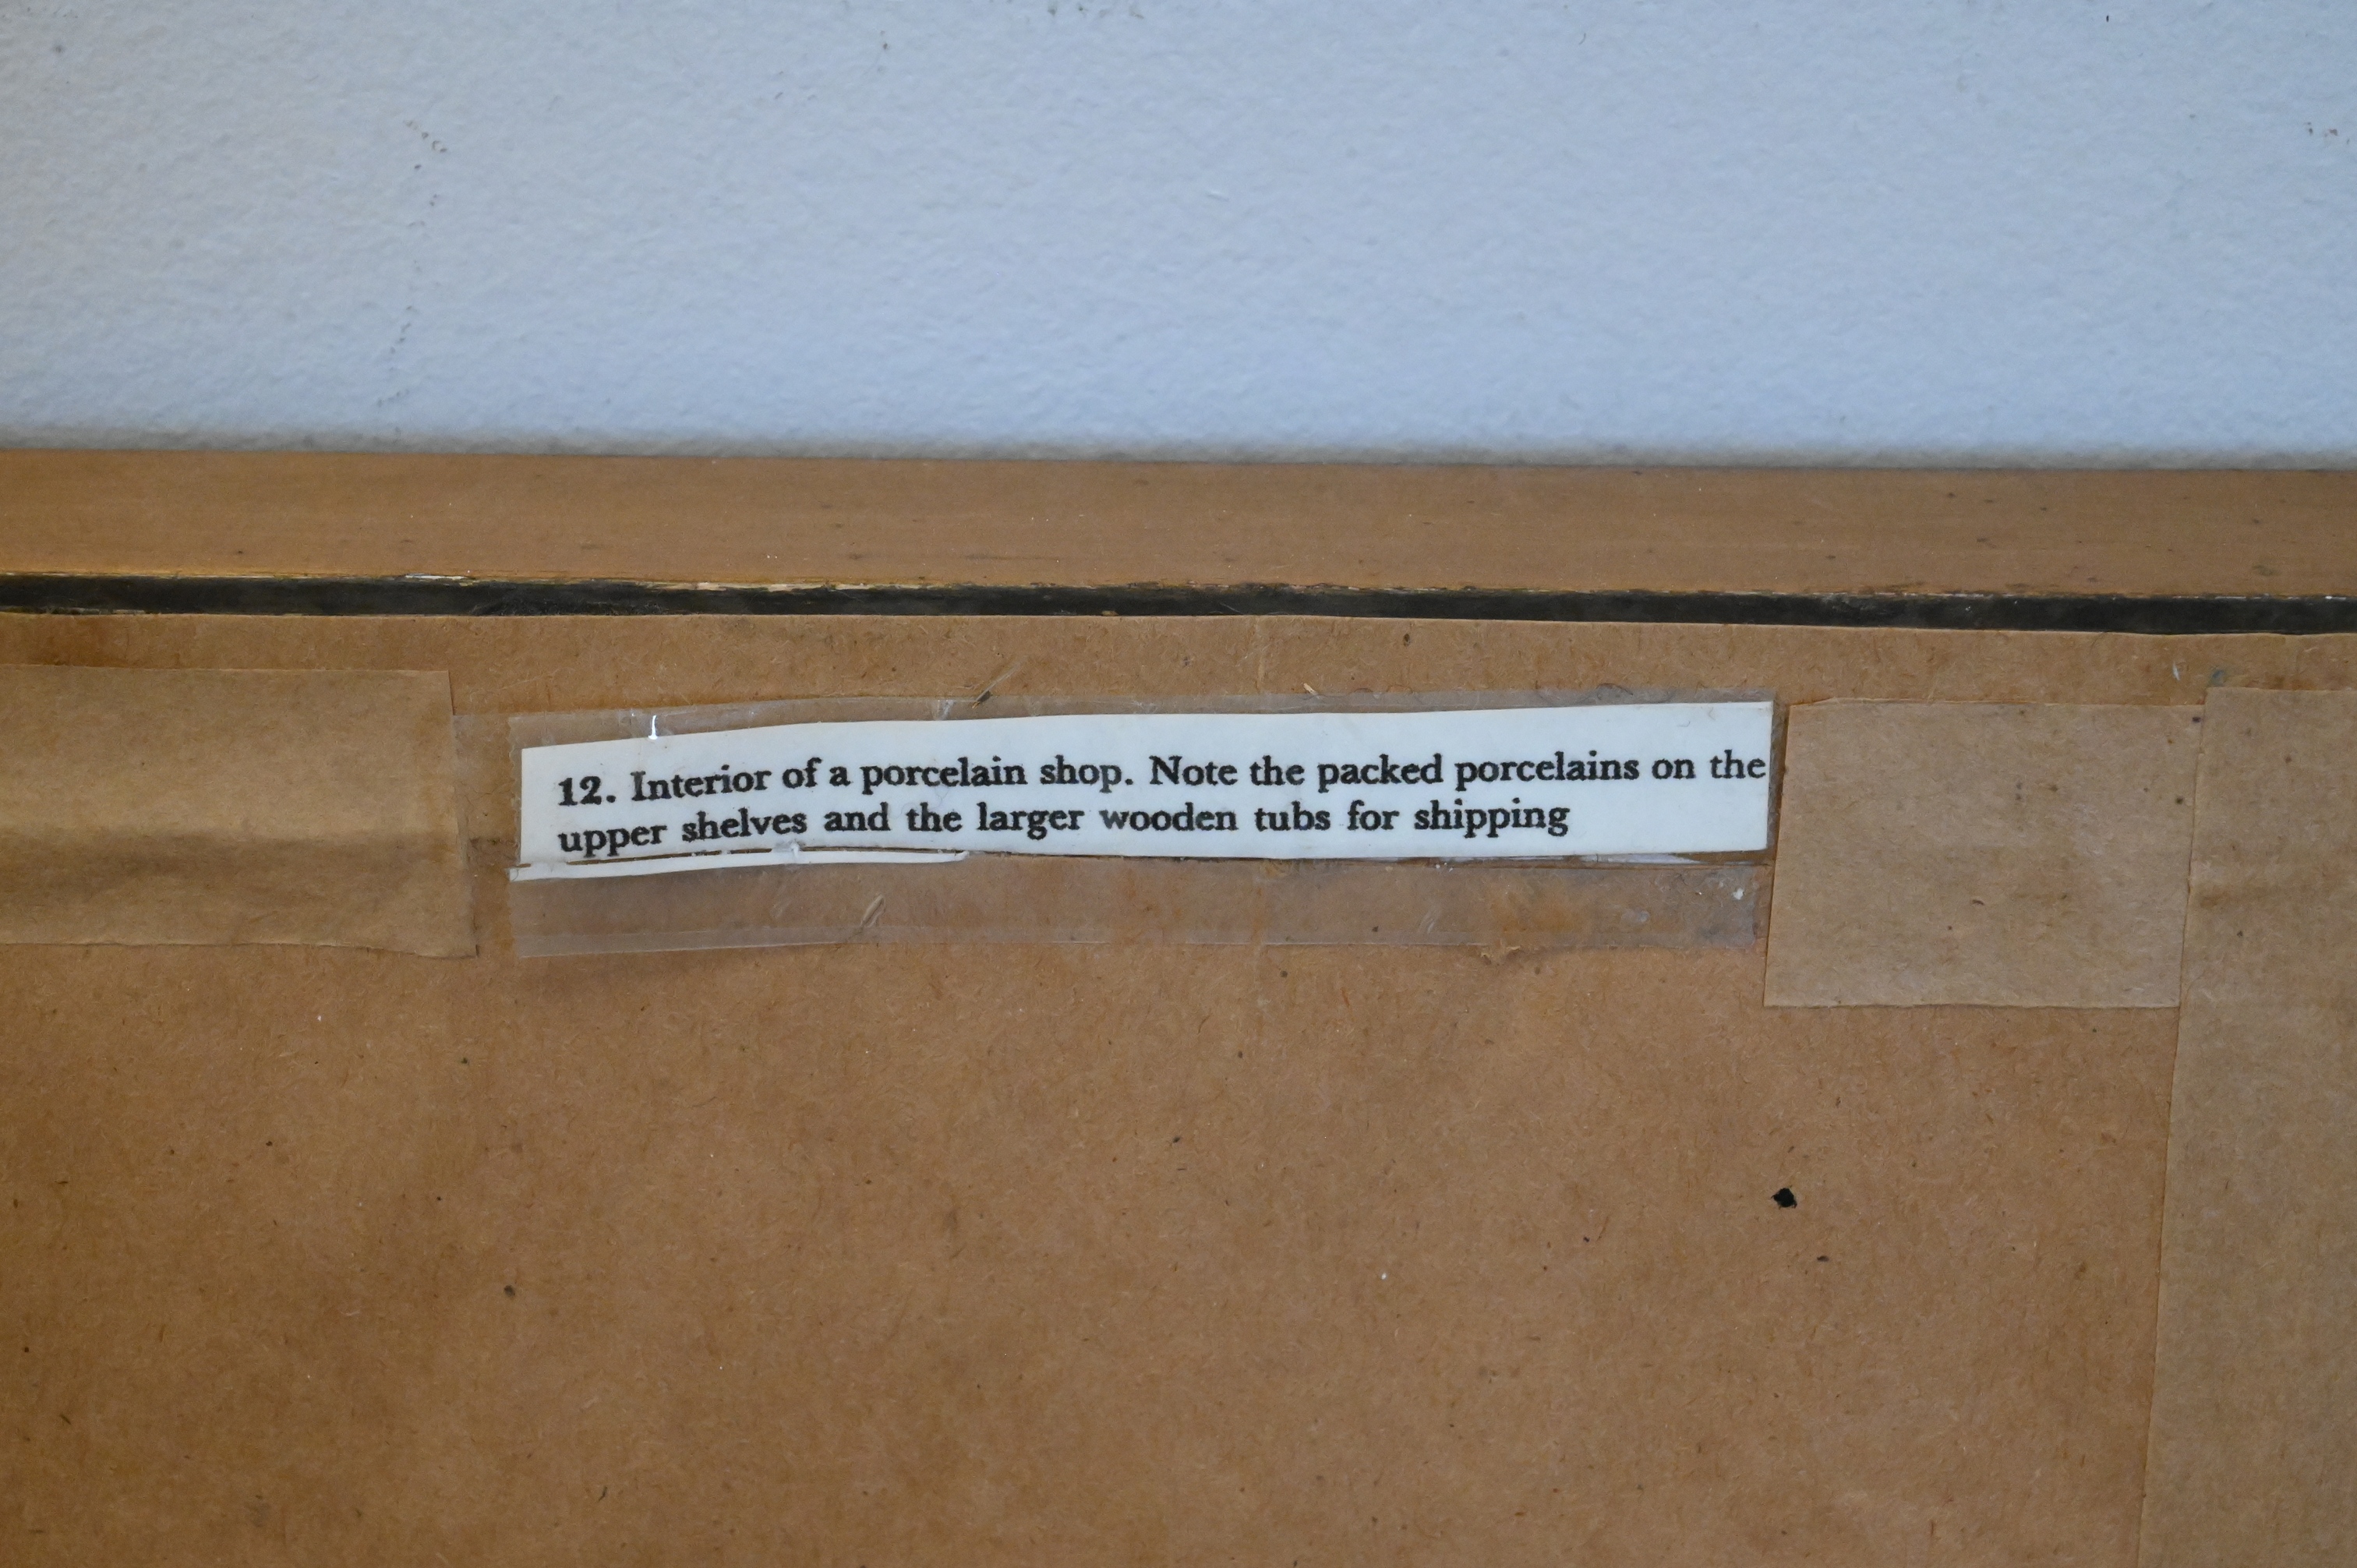 12. Interior of a porcelain shop. Note the packed porcelains on the
upper shelves and the larger wooden tubs for shipping